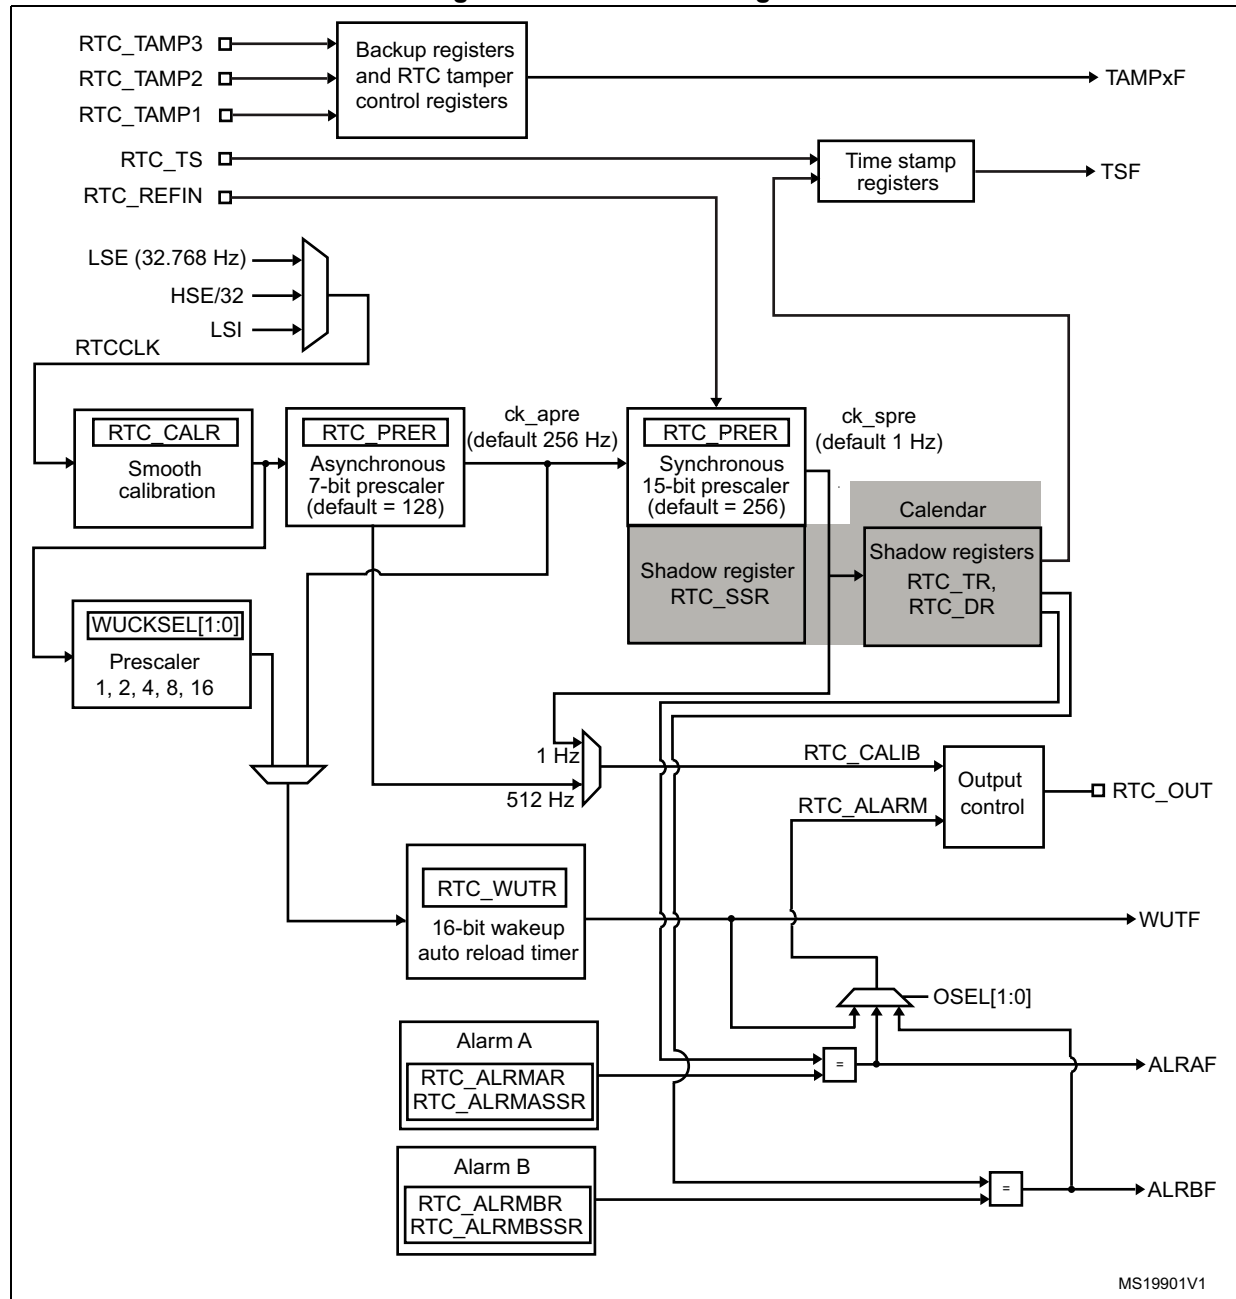 RTC_TAMP3
RTC_TAMP2
RTC_TAMP1
Backup registers
and RTC tamper
control registers
TAMPxF
RTC_TS
RTC_REFIN
Time stamp
registers
TSF
LSE (32.768 Hz)
HSE/32
LSI
RTCCLK
RTC_CALR
Smooth
calibration
RTC_PRER
Asynchronous
7-bit prescaler
(default = 128)
ck_apre
(default 256 Hz)
RTC_PRER
Synchronous
15-bit prescaler
(default = 256)
ck_spre
(default 1 Hz)
Calendar
Shadow register
RTC_SSR
Shadow registers
RTC_TR,
RTC_DR
WUCKSEL[1:0]
Prescaler
1, 2, 4, 8, 16
1 Hz
512 Hz
RTC_CALIB
RTC_ALARM
Output
control
RTC_OUT
RTC_WUTR
16-bit wakeup
auto reload timer
WUTF
OSEL[1:0]
Alarm A
RTC_ALRMAR
RTC_ALRMASSR
=
ALRAF
Alarm B
RTC_ALRMBR
RTC_ALRMBSSR
=
ALRBF
MS19901V1